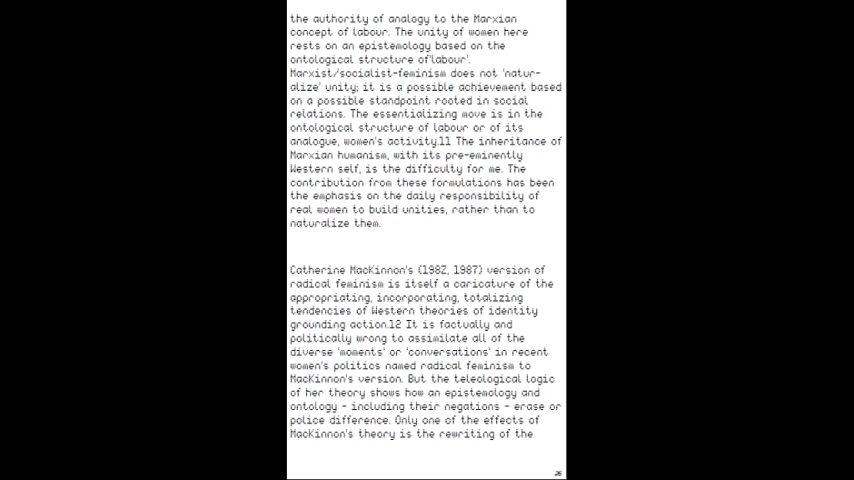 the authority of analogy to the Marxian
concept of labour. The unity of women here
rests on an epistemology based on the
ontological structure of'labour'.
Marxist/socialist-feminism does not 'natur-
alize' unity; it is a possible achievement based
on a possible standpoint rooted in social
relations. The essentializing move is in the
ontological structure of labour or of its
analogue, women's activity.11 The inheritance of
Marxian humanism, with its pre-eminently
Western self, is the difficulty for me. The
contribution from these formulations has been
the emphasis on the daily responsibility of
real women to build unities, rather than to
naturalize them.
Catherine MacKinnon's (1982, 1987) version of
radical feminism is itself a caricature of the
appropriating, incorporating, totalizing
tendencies of Western theories of identity
grounding action.12 It is factually and
politically wrong to assimilate all of the
diverse 'moments' or 'conversations' in recent
women's politics named radical feminism to
MacKinnon's version. But the teleological logic
of her theory shows how an epistemology and
ontology - including their negations - erase or
police difference. Only one of the effects of
MacKinnon's theory is the rewriting of the
26